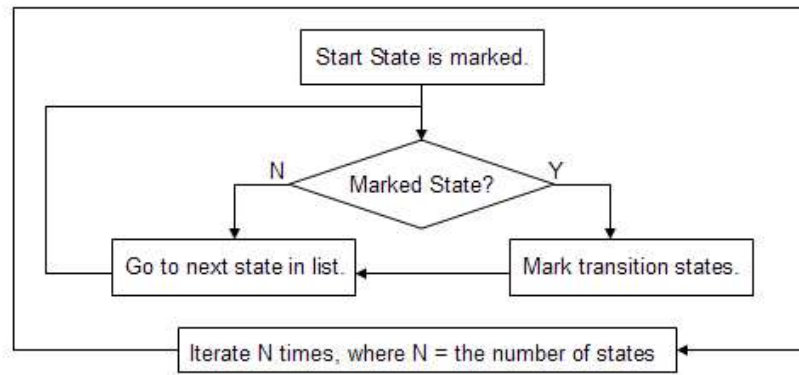 Start State is marked.
N
Y
Marked State?
Go to next state in list.
Mark transition states.
Iterate N times, where N = the number of states